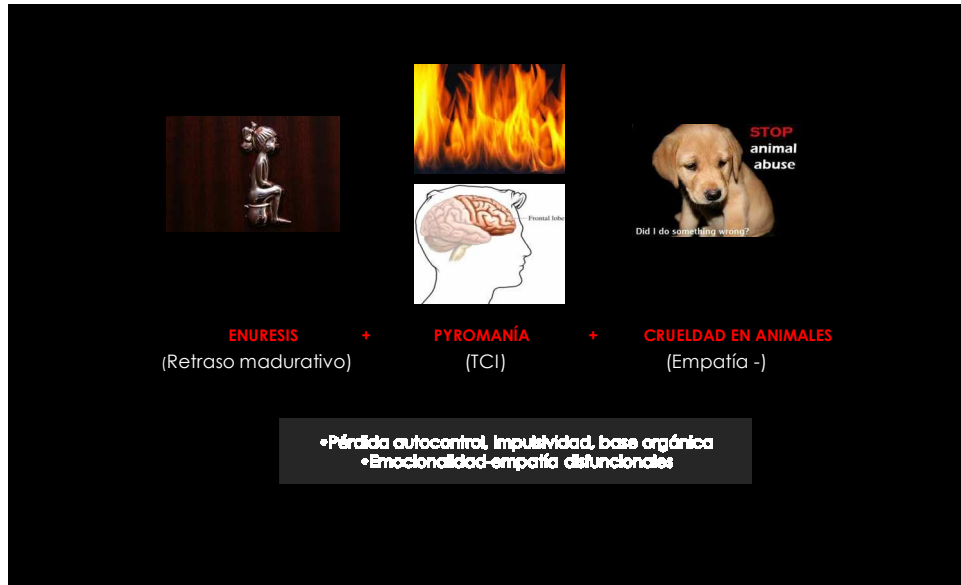 STOP
animal
abuse
Frontal lobe
Did I do something wrong?
ENURESIS + PYROMANÍA + CRUELDAD EN ANIMALES
(Retraso madurativo) (TCI) (Empatía -)
•Pérdida autocontrol, impulsividad, base orgánica
•Emocionalidad-empatía disfuncionales